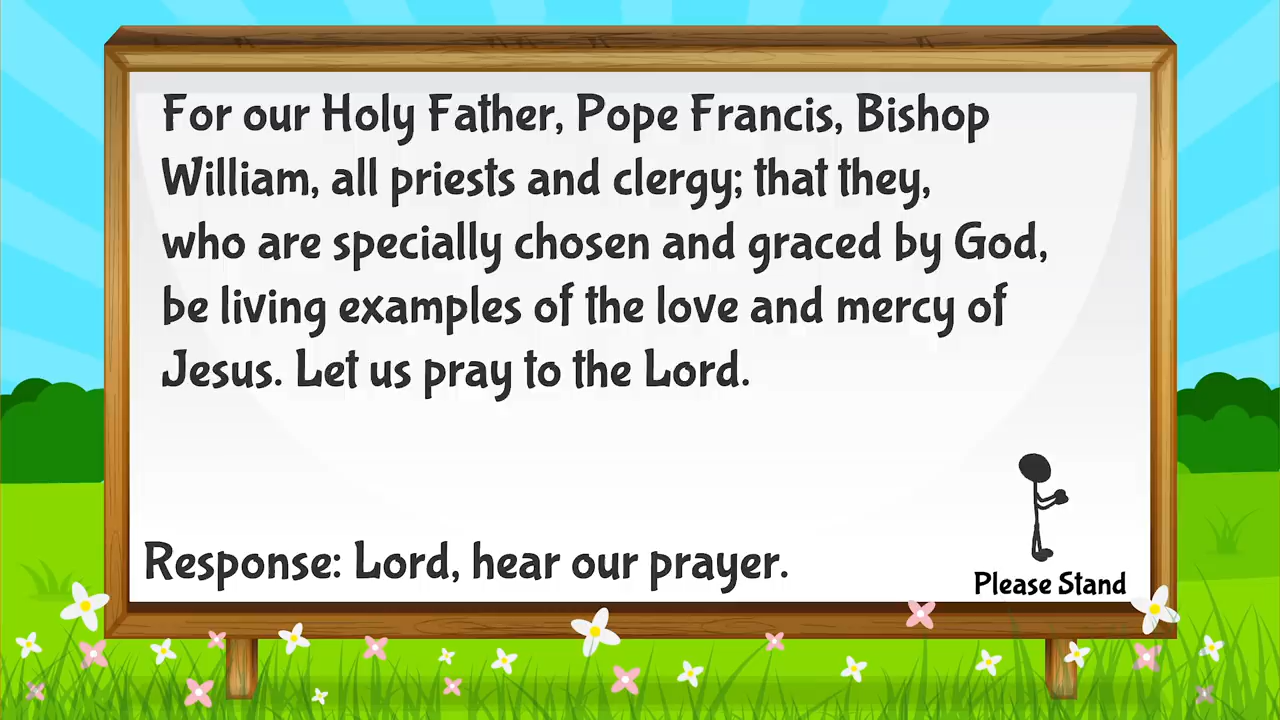 For our Holy Father, Pope Francis, Bishop
William, all priests and clergy; that they,
who are specially chosen and graced by God,
be living examples of the love and mercy of
Jesus. Let us pray to the Lord.
Response: Lord, hear our prayer.
Please Stand